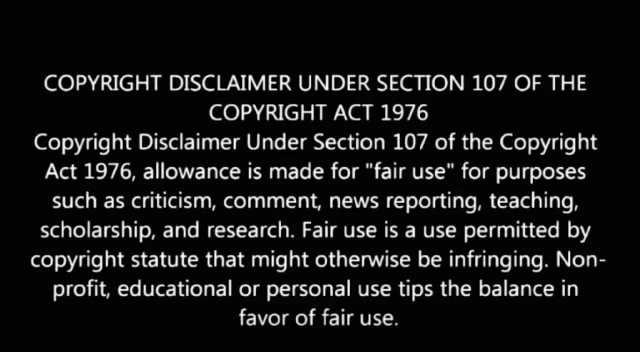 COPYRIGHT DISCLAIMER UNDER SECTION 107 OF THE
COPYRIGHT ACT 1976
Copyright Disclaimer Under Section 107 of the Copyright
Act 1976, allowance is made for "fair use" for purposes
such as criticism, comment, news reporting, teaching,
scholarship, and research. Fair use is a use permitted by
copyright statute that might otherwise be infringing. Non-
profit, educational or personal use tips the balance in
favor of fair use.